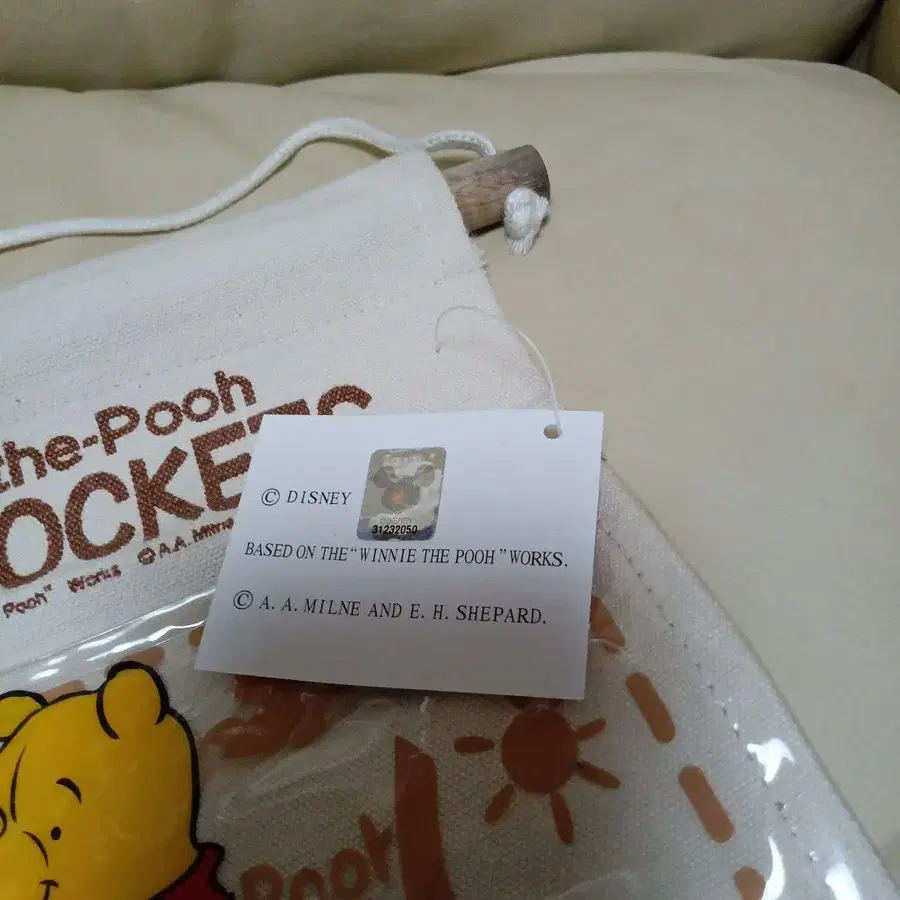 the-Pooh
OCKETS
Pooh" Works © A.A. Milne
© DISNEY
©DISNEY
31232050
BASED ON THE "WINNIE THE POOH" WORKS.
© A. A. MILNE AND E. H. SHEPARD.
Pooh